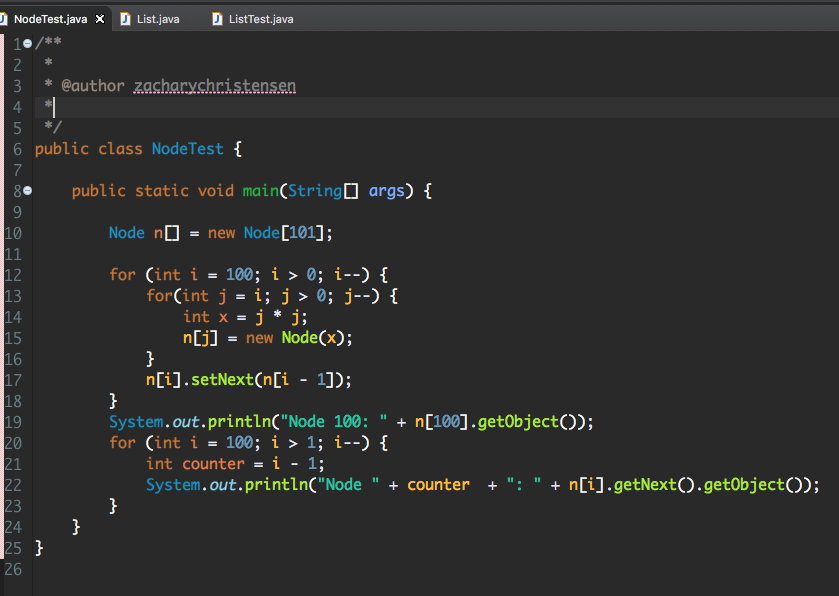 NodeTest.java List.java ListTest.java
1 /**
2  *
3  * @author zacharychristensen
4  *
5  */
6 public class NodeTest {
7
8     public static void main(String[] args) {
9
10         Node n[] = new Node[101];
11
12         for (int i = 100; i > 0; i--) {
13             for(int j = i; j > 0; j--) {
14                 int x = j * j;
15                 n[j] = new Node(x);
16             }
17             n[i].setNext(n[i - 1]);
18         }
19         System.out.println("Node 100: " + n[100].getObject());
20         for (int i = 100; i > 1; i--) {
21             int counter = i - 1;
22             System.out.println("Node " + counter  + ": " + n[i].getNext().getObject());
23         }
24     }
25 }
26